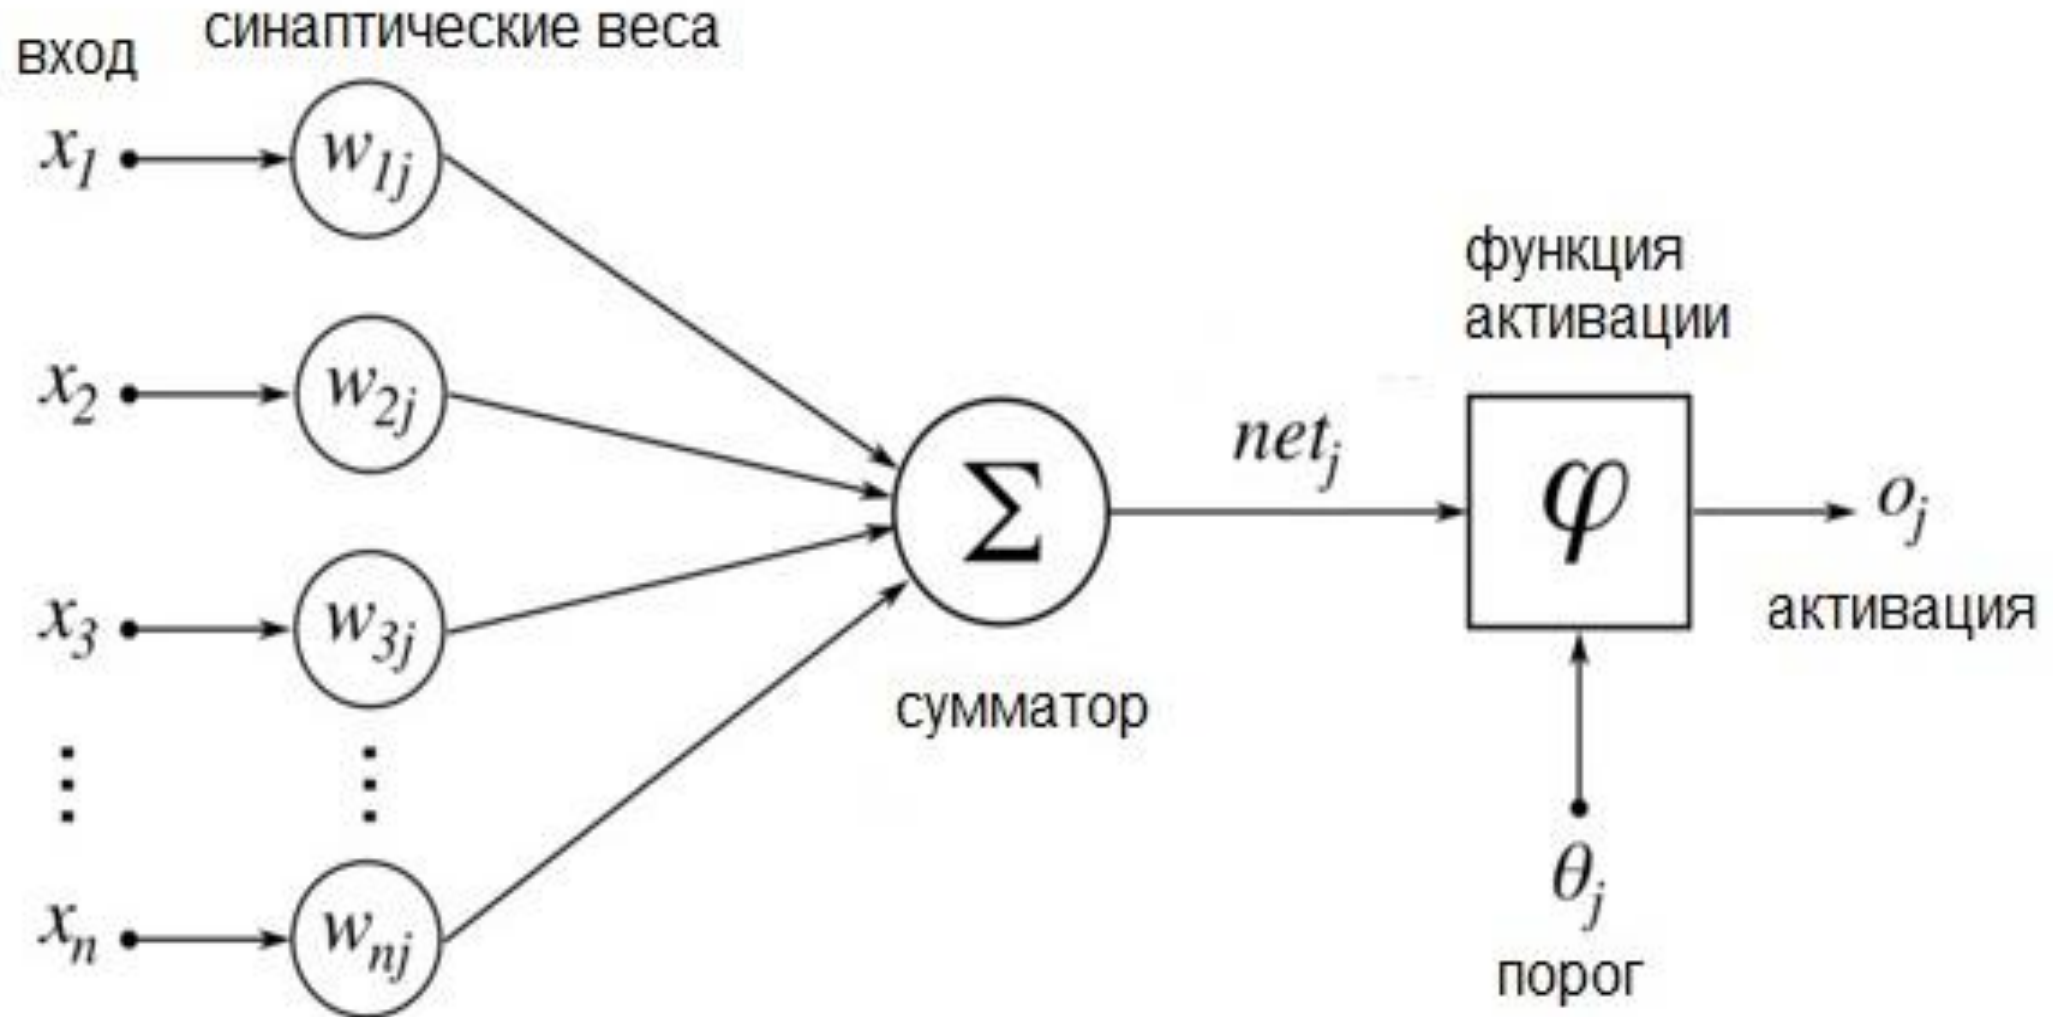 вход
синаптические веса
x₁
w₁ⱼ
x₂
w₂ⱼ
x₃
w₃ⱼ
⋮
⋮
xₙ
wₙⱼ
Σ
сумматор
netⱼ
функция
активации
φ
oⱼ
активация
θⱼ
порог